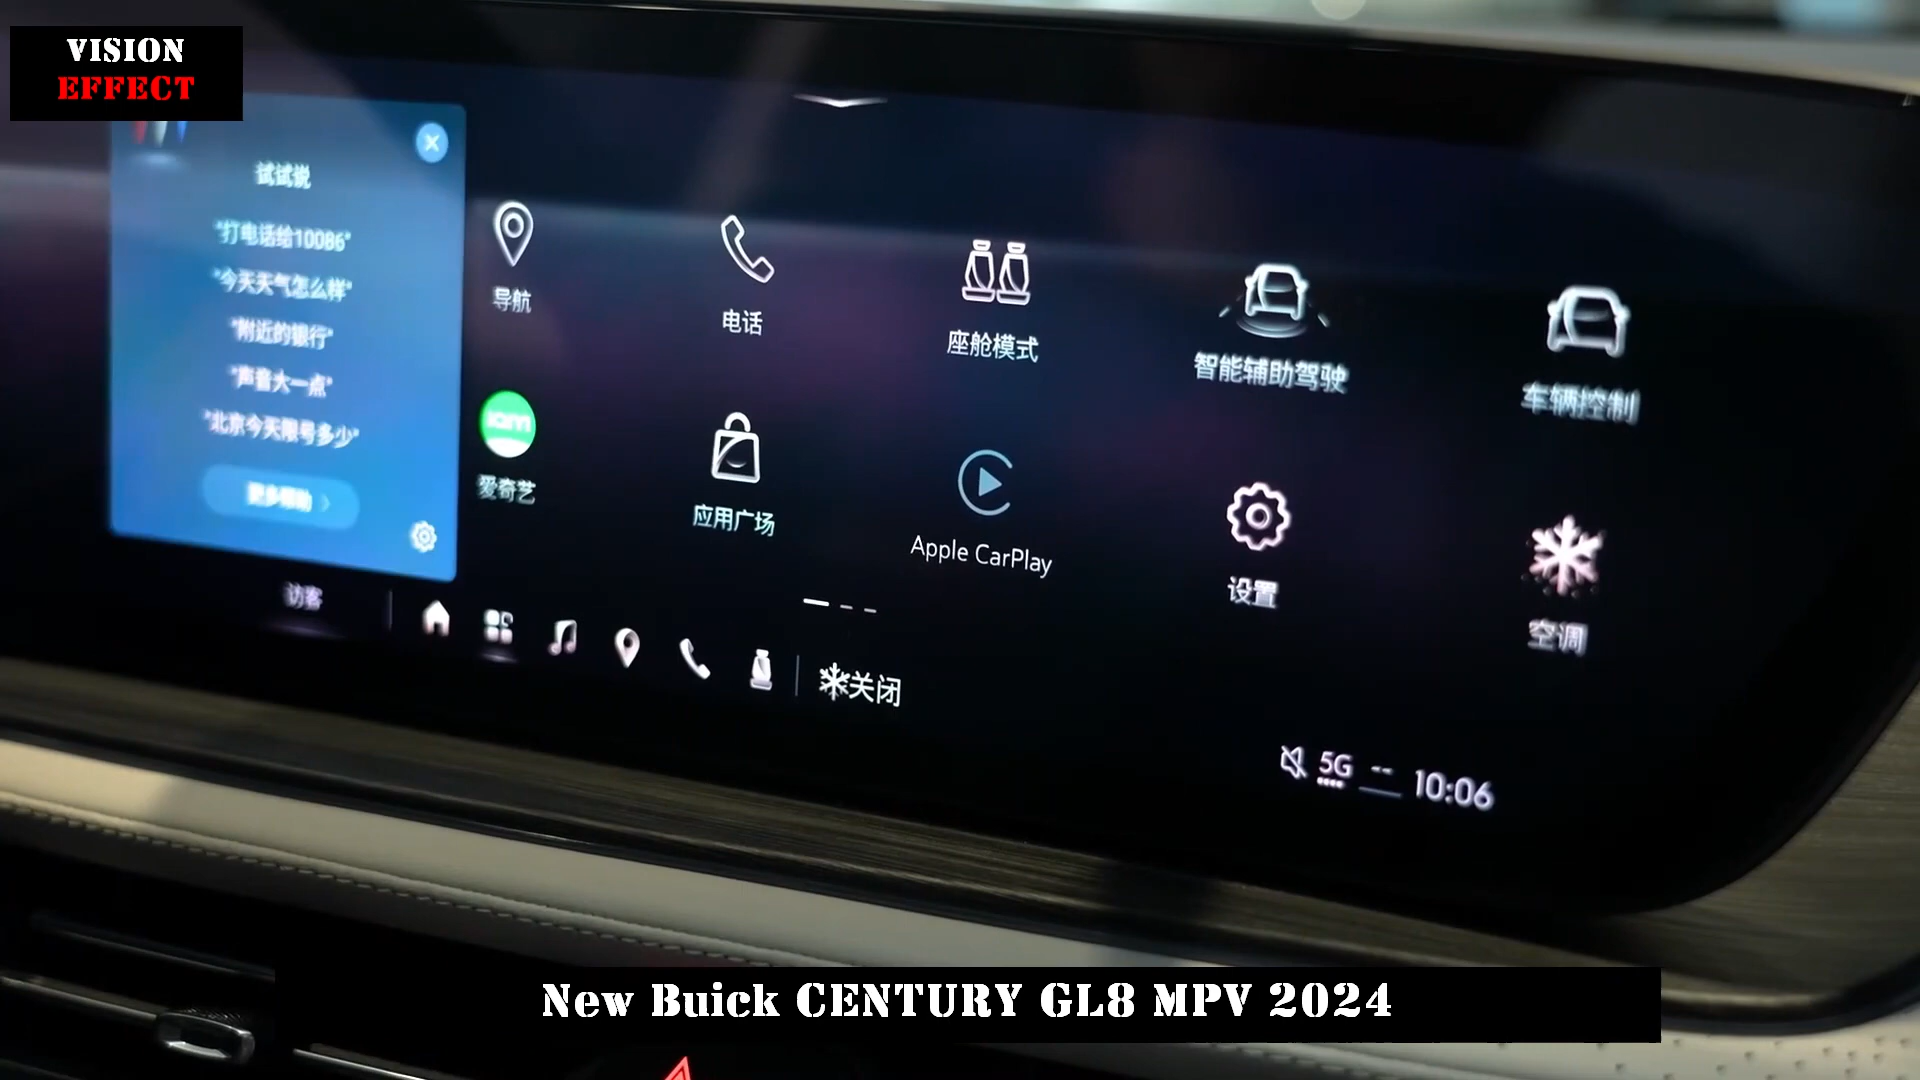 VISION
EFFECT
试试说
"打电话给10086"
"今天天气怎么样"
"附近的银行"
"声音大一点"
"北京今天限号多少"
更多帮助
访客
导航
电话
座舱模式
智能辅助驾驶
车辆控制
爱奇艺
应用广场
Apple CarPlay
设置
空调
关闭
5G
--
10:06
New Buick CENTURY GL8 MPV 2024